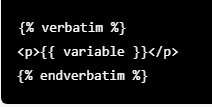 {% verbatim %}
<p>{{ variable }}</p>
{% endverbatim %}